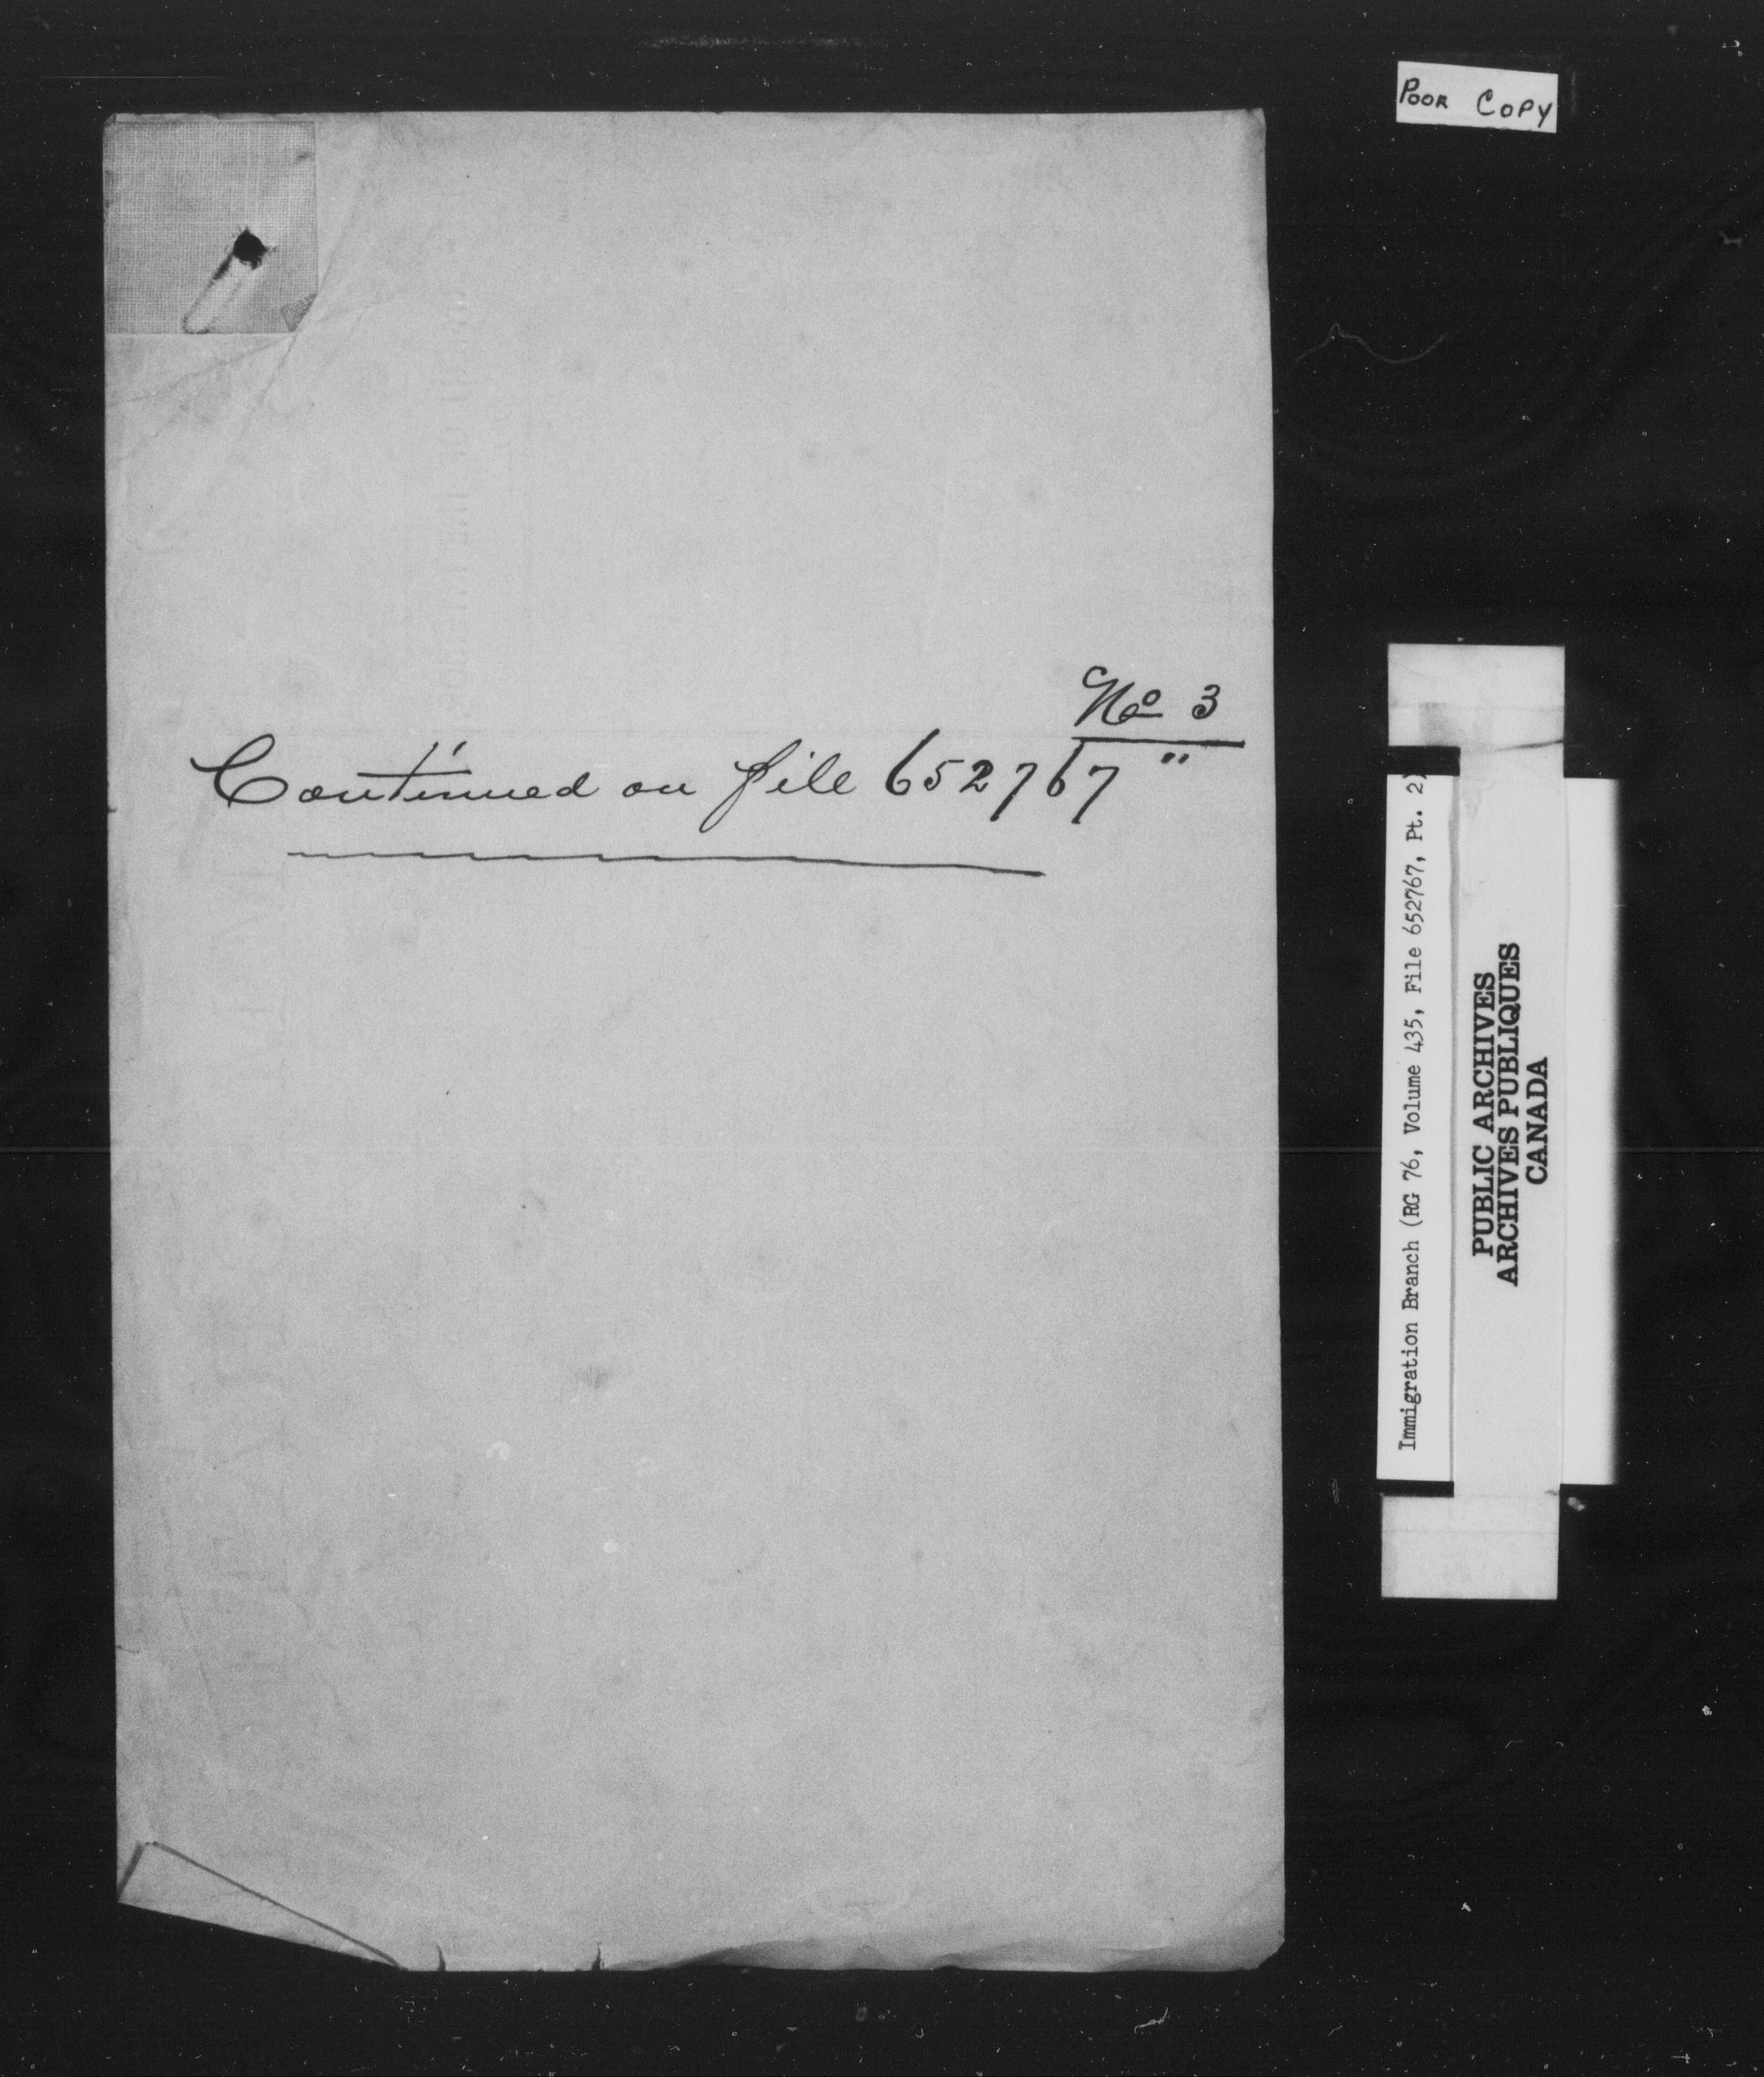 POOR COPY
No 3
Continued on file 652767 "
Immigration Branch (RG 76, Volume 435, File 652767, Pt. 2)
PUBLIC ARCHIVES
ARCHIVES PUBLIQUES
CANADA